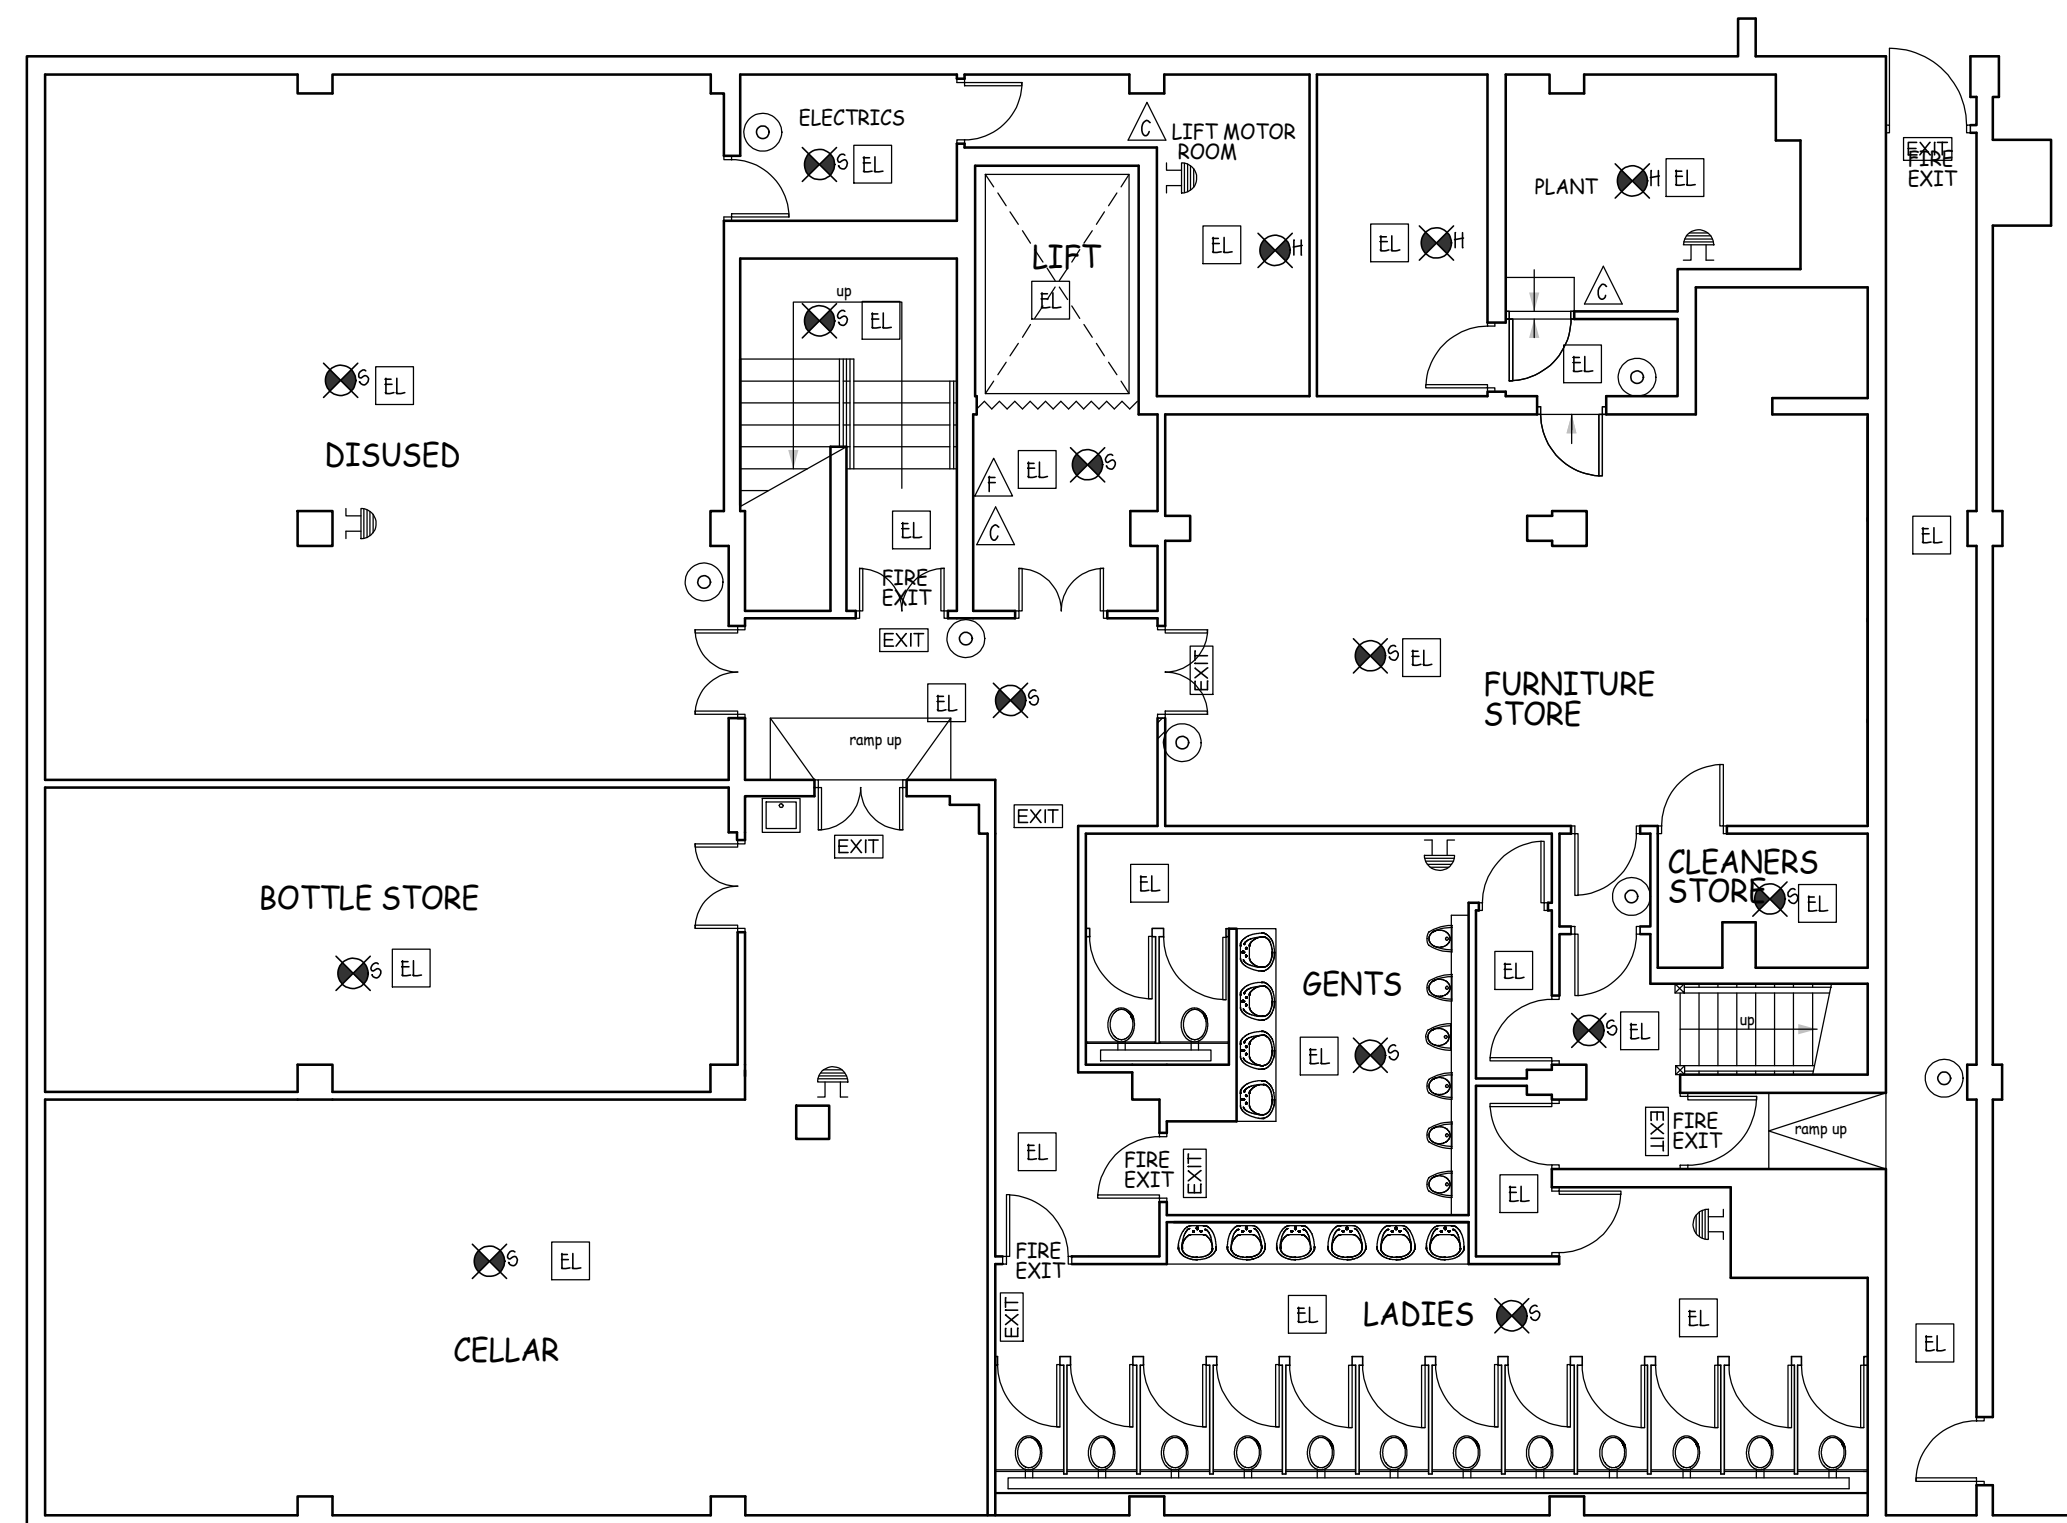 ELECTRICS
S
EL
C
LIFT MOTOR
ROOM
EXIT
FIRE
EXIT
PLANT
H
EL
EL
H
EL
H
LIFT
EL
up
S
EL
C
EL
S
EL
DISUSED
F
EL
S
C
EL
EL
FIRE
EXIT
EXIT
EXIT
S
EL
FURNITURE
STORE
EL
S
ramp up
EXIT
EXIT
BOTTLE STORE
S
EL
EL
CLEANERS
STORE
S
EL
GENTS
EL
EL
S
S
EL
up
EL
FIRE
EXIT
EXIT
EXIT
FIRE
EXIT
ramp up
EL
FIRE
EXIT
EXIT
S
EL
CELLAR
EL
LADIES
S
EL
EL